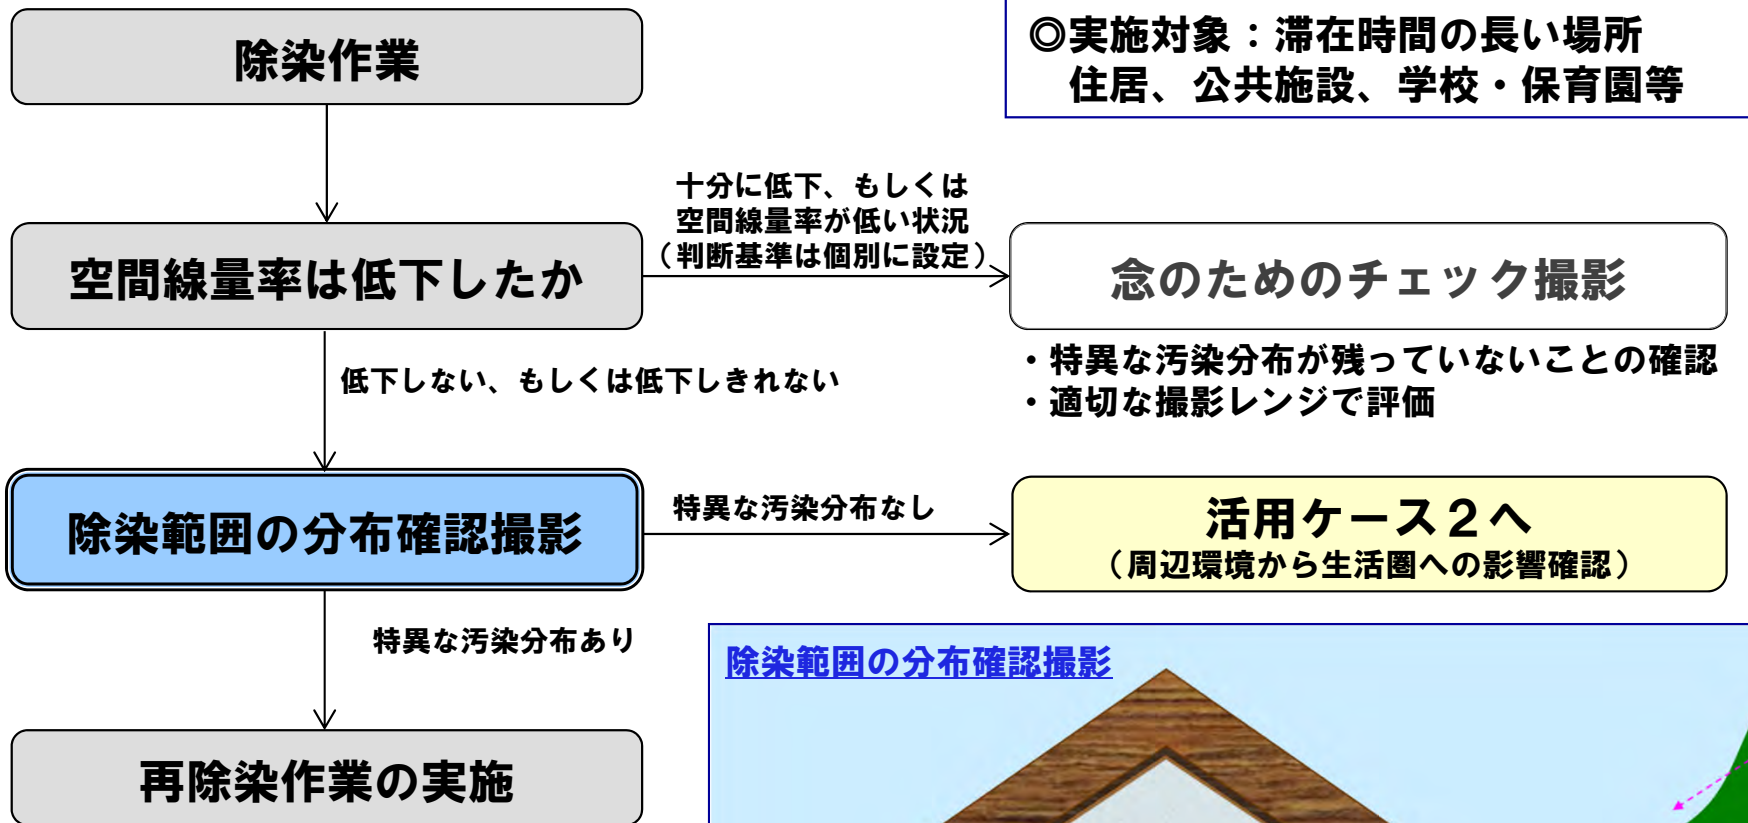 除染作業
◎実施対象：滞在時間の長い場所
住居、公共施設、学校・保育園等
十分に低下、もしくは
空間線量率が低い状況
（判断基準は個別に設定）
空間線量率は低下したか
念のためのチェック撮影
・特異な汚染分布が残っていないことの確認
・適切な撮影レンジで評価
低下しない、もしくは低下しきれない
除染範囲の分布確認撮影
特異な汚染分布なし
活用ケース２へ
（周辺環境から生活圏への影響確認）
特異な汚染分布あり
除染範囲の分布確認撮影
再除染作業の実施